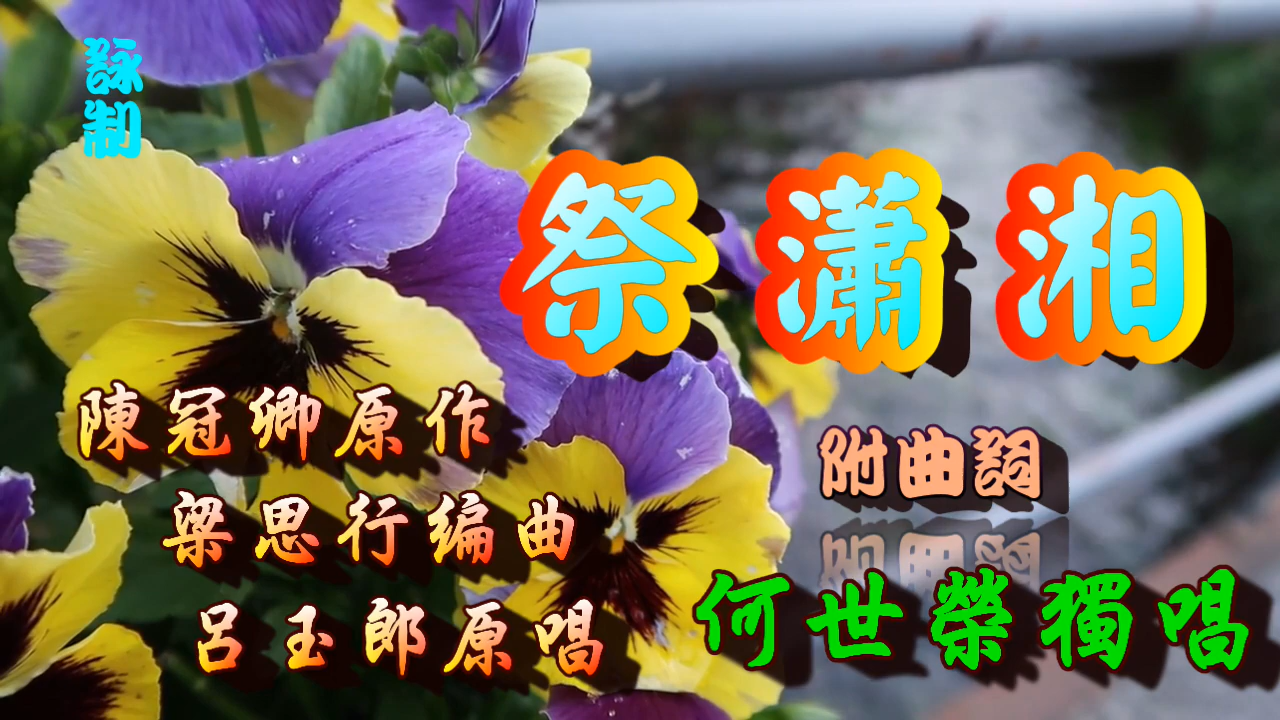 詠制
祭瀟湘
陳冠卿原作
附曲詞
梁思行編曲
呂玉郎原唱
何世榮獨唱